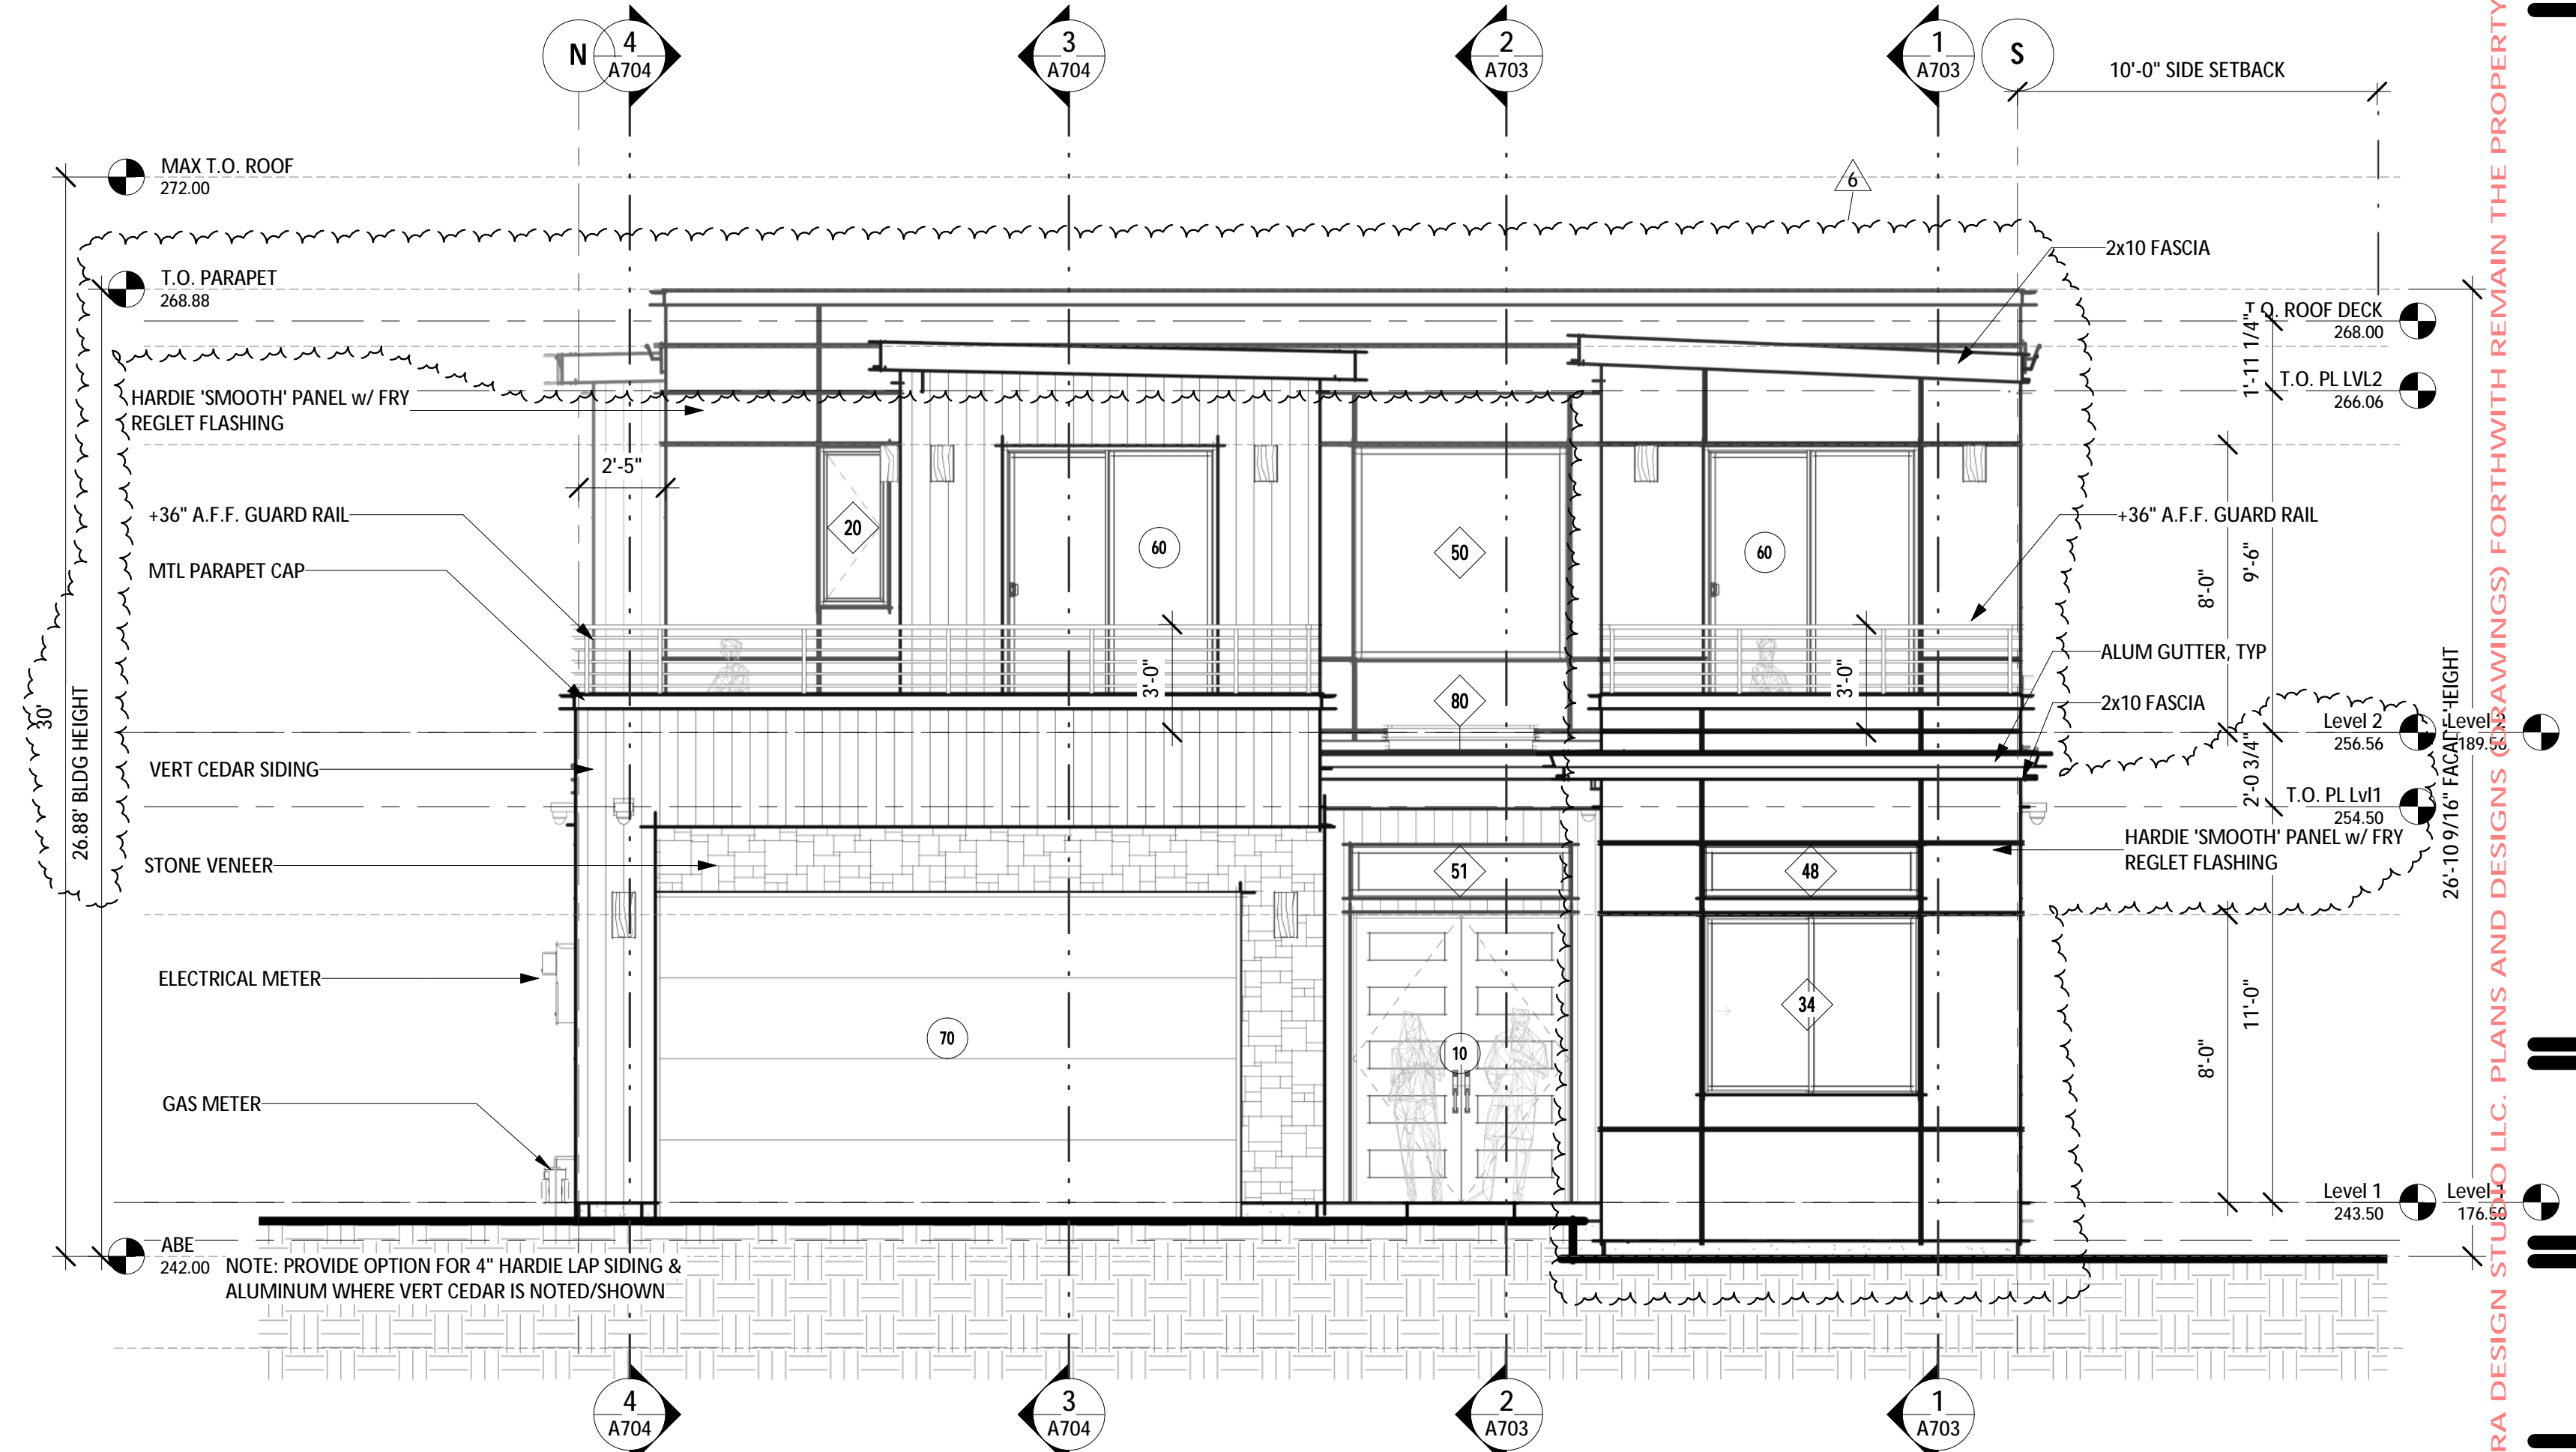 N
4
A704
3
A704
2
A703
1
A703
S
10'-0" SIDE SETBACK
MAX T.O. ROOF
272.00
6
2x10 FASCIA
T.O. PARAPET
268.88
T.O. ROOF DECK
268.00
1'-11 1/4"
T.O. PL LVL2
266.06
HARDIE 'SMOOTH' PANEL w/ FRY
REGLET FLASHING
2'-5"
+36" A.F.F. GUARD RAIL
20
60
50
60
+36" A.F.F. GUARD RAIL
9'-6"
8'-0"
MTL PARAPET CAP
3'-0"
80
3'-0"
ALUM GUTTER, TYP
2x10 FASCIA
30'
26.88' BLDG HEIGHT
Level 2
256.56
VERT CEDAR SIDING
2'-0 3/4"
T.O. PL Lvl1
254.50
26'-10 9/16" FACADE HEIGHT
HARDIE 'SMOOTH' PANEL w/ FRY
REGLET FLASHING
STONE VENEER
51
48
ELECTRICAL METER
34
70
10
11'-0"
8'-0"
GAS METER
Level 1
243.50
Level 1
ABE
242.00
NOTE: PROVIDE OPTION FOR 4" HARDIE LAP SIDING &
ALUMINUM WHERE VERT CEDAR IS NOTED/SHOWN
4
A704
3
A704
2
A703
1
A703
RA DESIGN STUDIO LLC. PLANS AND DESIGNS (DRAWINGS) FORTHWITH REMAIN THE PROPERTY